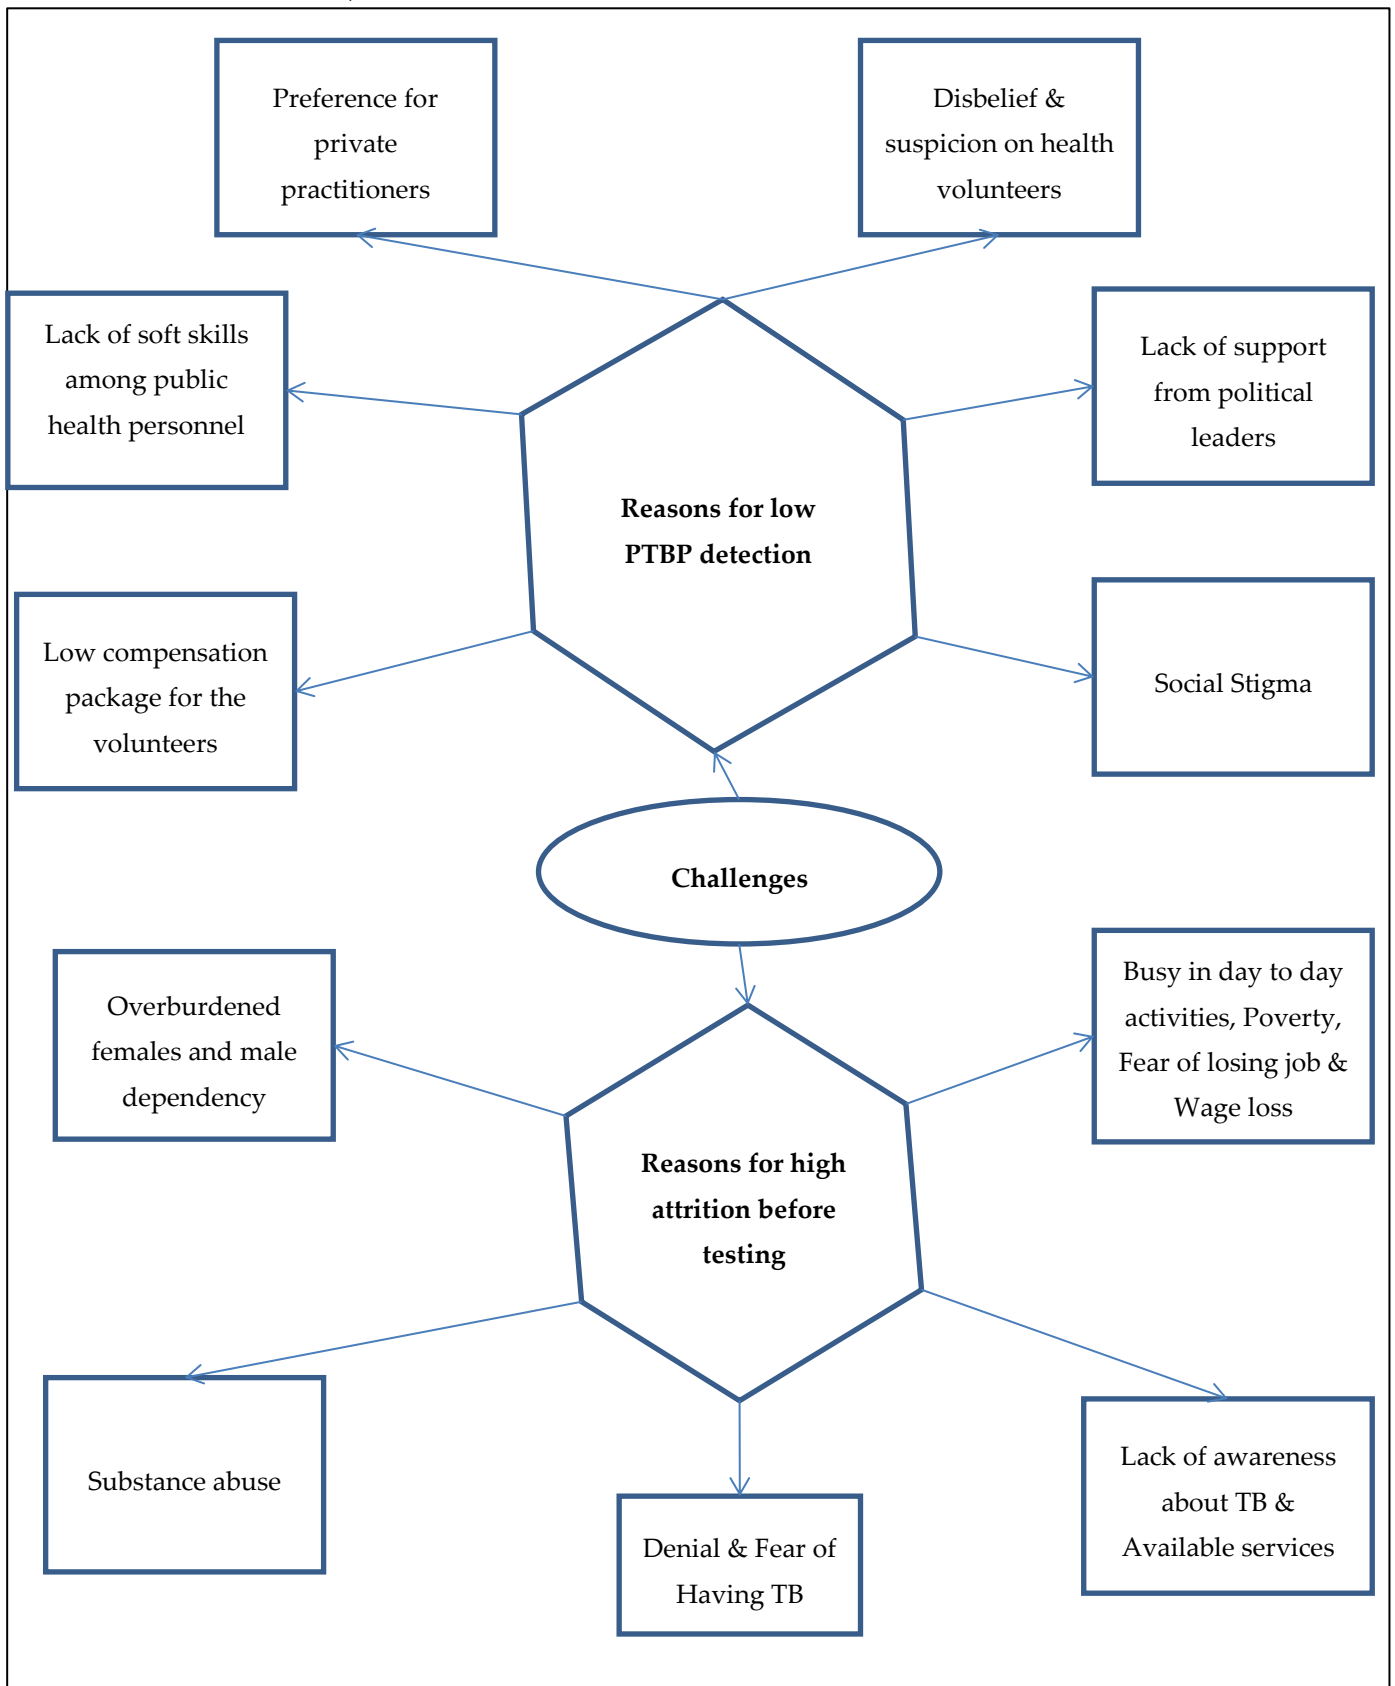 Preference for
private
practitioners
Disbelief &
suspicion on health
volunteers
Lack of soft skills
among public
health personnel
Lack of support
from political
leaders
Reasons for low
PTBP detection
Low compensation
package for the
volunteers
Social Stigma
Challenges
Overburdened
females and male
dependency
Busy in day to day
activities, Poverty,
Fear of losing job &
Wage loss
Reasons for high
attrition before
testing
Substance abuse
Denial & Fear of
Having TB
Lack of awareness
about TB &
Available services